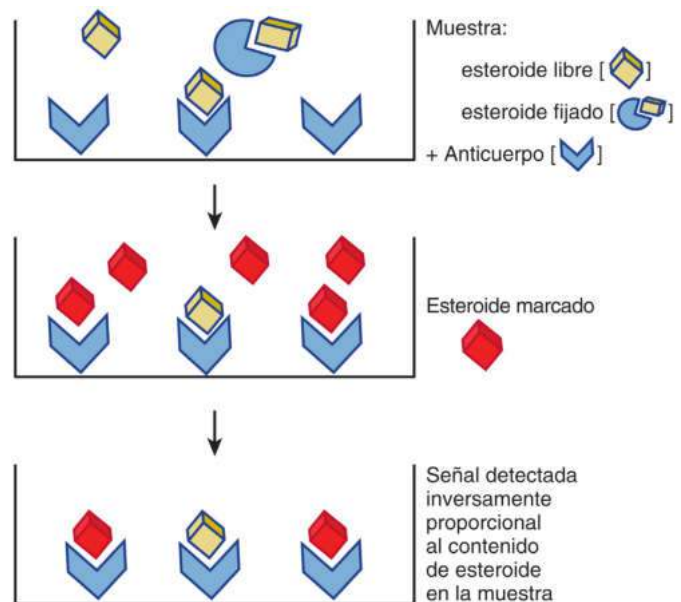 Muestra:
esteroide libre [ ]
esteroide fijado [ ]
+ Anticuerpo [ ]
Esteroide marcado
Señal detectada
inversamente
proporcional
al contenido
de esteroide
en la muestra